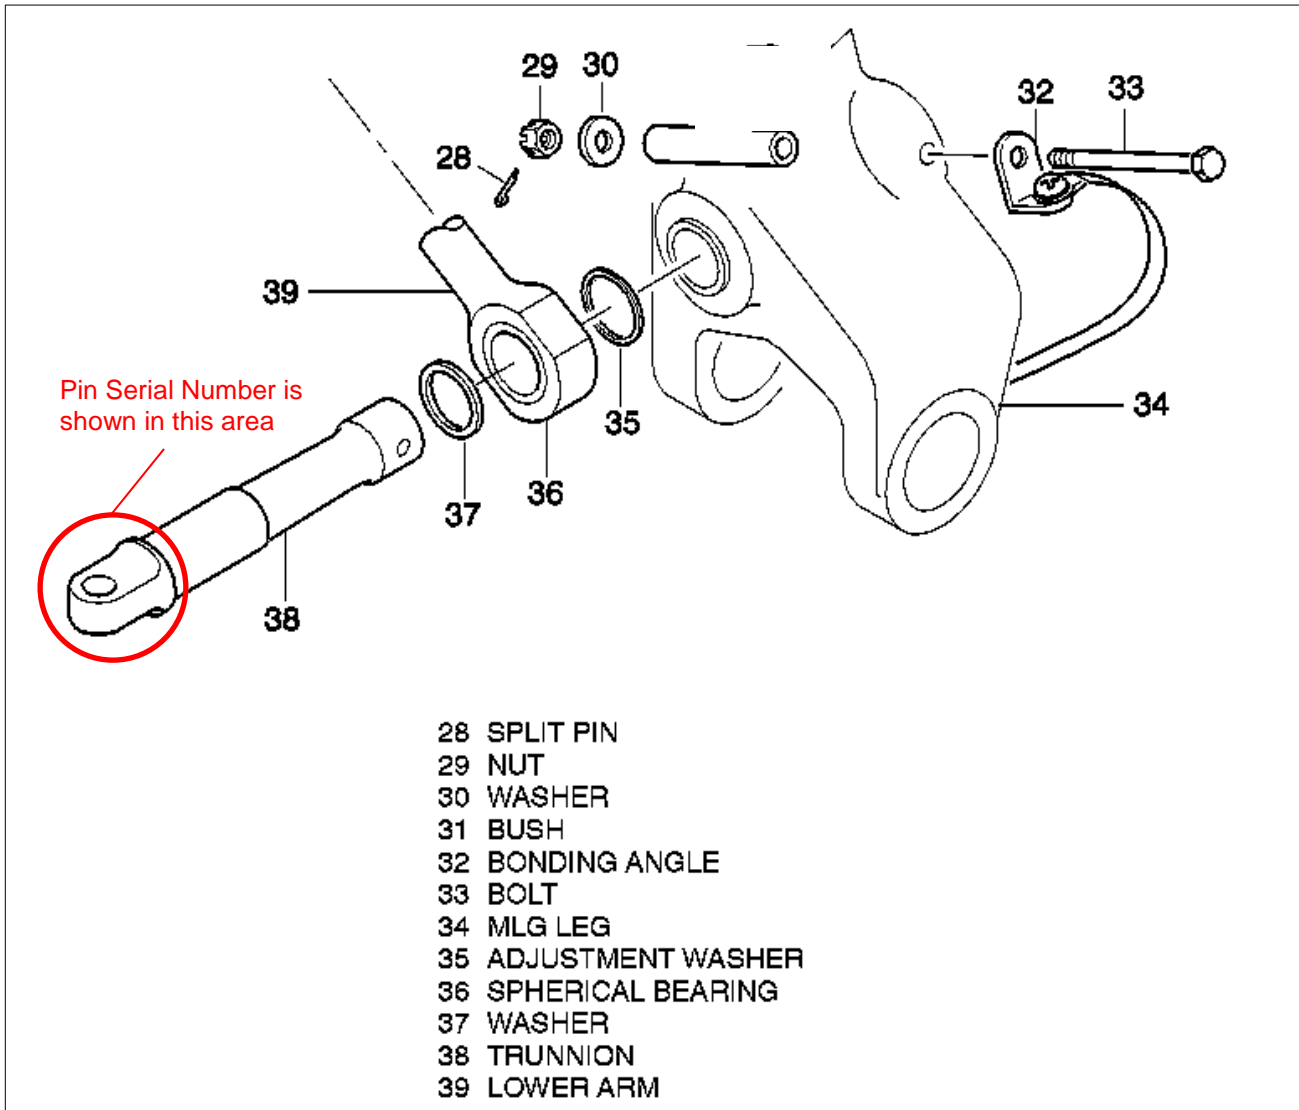 29
30
32
33
28
39
Pin Serial Number is
shown in this area
35
34
37
36
38
28 SPLIT PIN
29 NUT
30 WASHER
31 BUSH
32 BONDING ANGLE
33 BOLT
34 MLG LEG
35 ADJUSTMENT WASHER
36 SPHERICAL BEARING
37 WASHER
38 TRUNNION
39 LOWER ARM